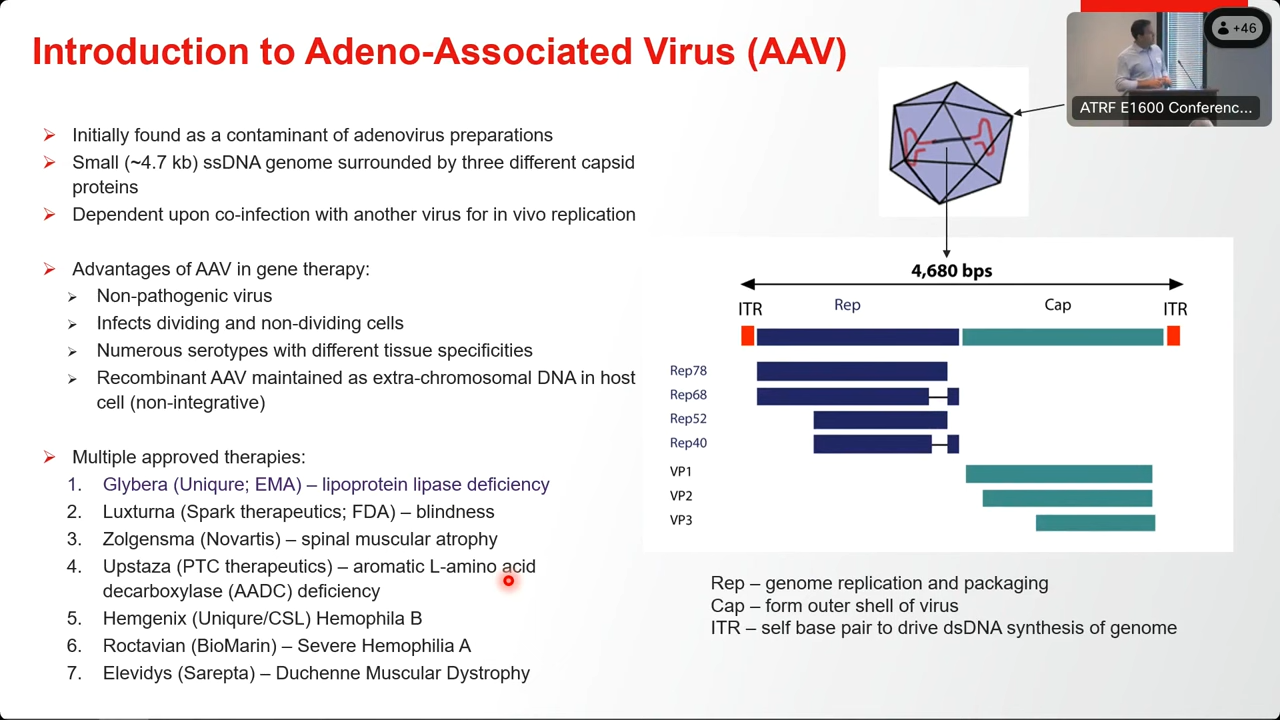 Introduction to Adeno-Associated Virus (AAV)
+46
ATRF E1600 Conferenc...
Initially found as a contaminant of adenovirus preparations
Small (~4.7 kb) ssDNA genome surrounded by three different capsid
proteins
Dependent upon co-infection with another virus for in vivo replication
Advantages of AAV in gene therapy:
Non-pathogenic virus
Infects dividing and non-dividing cells
Numerous serotypes with different tissue specificities
Recombinant AAV maintained as extra-chromosomal DNA in host
cell (non-integrative)
Multiple approved therapies:
1. Glybera (Uniqure; EMA) – lipoprotein lipase deficiency
2. Luxturna (Spark therapeutics; FDA) – blindness
3. Zolgensma (Novartis) – spinal muscular atrophy
4. Upstaza (PTC therapeutics) – aromatic L-amino acid
decarboxylase (AADC) deficiency
5. Hemgenix (Uniqure/CSL) Hemophila B
6. Roctavian (BioMarin) – Severe Hemophilia A
7. Elevidys (Sarepta) – Duchenne Muscular Dystrophy
4,680 bps
ITR Rep Cap ITR
Rep78
Rep68
Rep52
Rep40
VP1
VP2
VP3
Rep – genome replication and packaging
Cap – form outer shell of virus
ITR – self base pair to drive dsDNA synthesis of genome